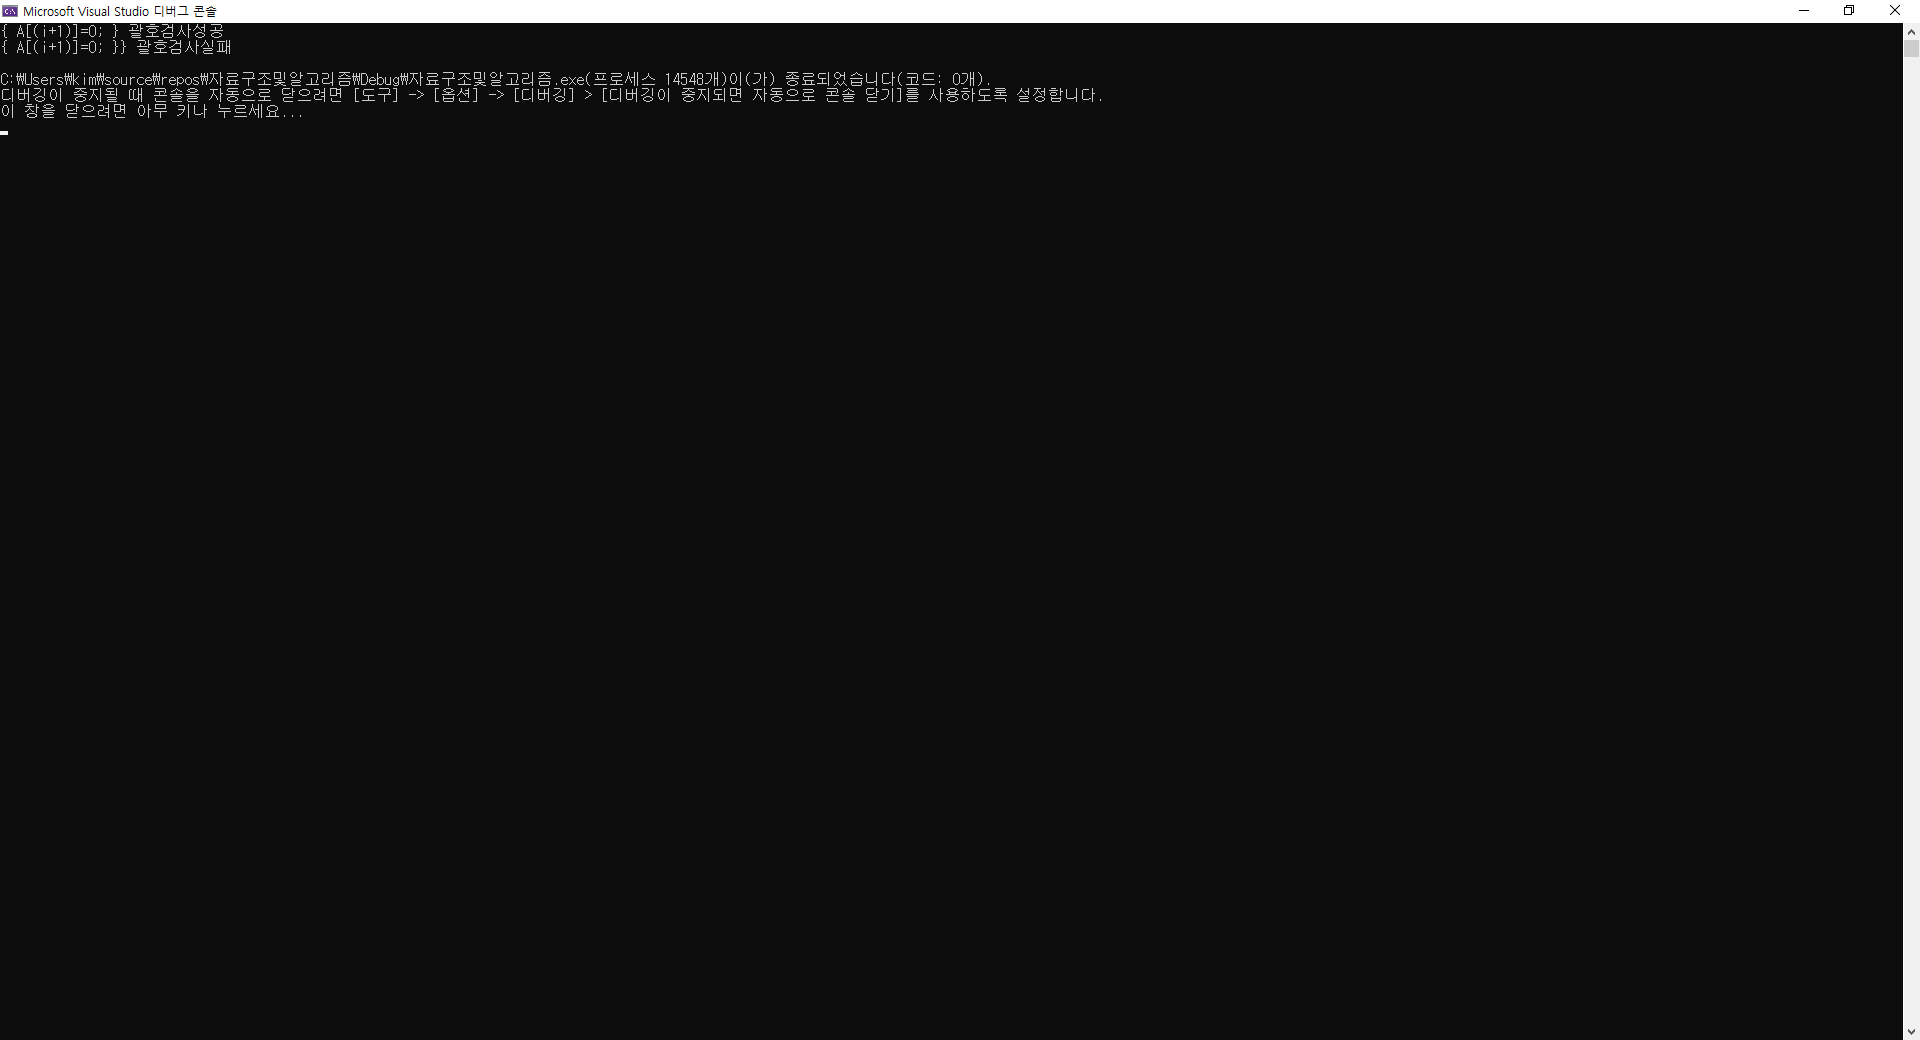 Microsoft Visual Studio 디버그 콘솔
{ A[(i+1)]=0; } 괄호검사성공
{ A[(i+1)]=0; }} 괄호검사실패
C:\Users\kim\source\repos\자료구조및알고리즘\Debug\자료구조및알고리즘.exe(프로세스 14548개)이(가) 종료되었습니다(코드: 0개).
디버깅이 중지될 때 콘솔을 자동으로 닫으려면 [도구] -> [옵션] -> [디버깅] > [디버깅이 중지되면 자동으로 콘솔 닫기]를 사용하도록 설정합니다.
이 창을 닫으려면 아무 키나 누르세요...